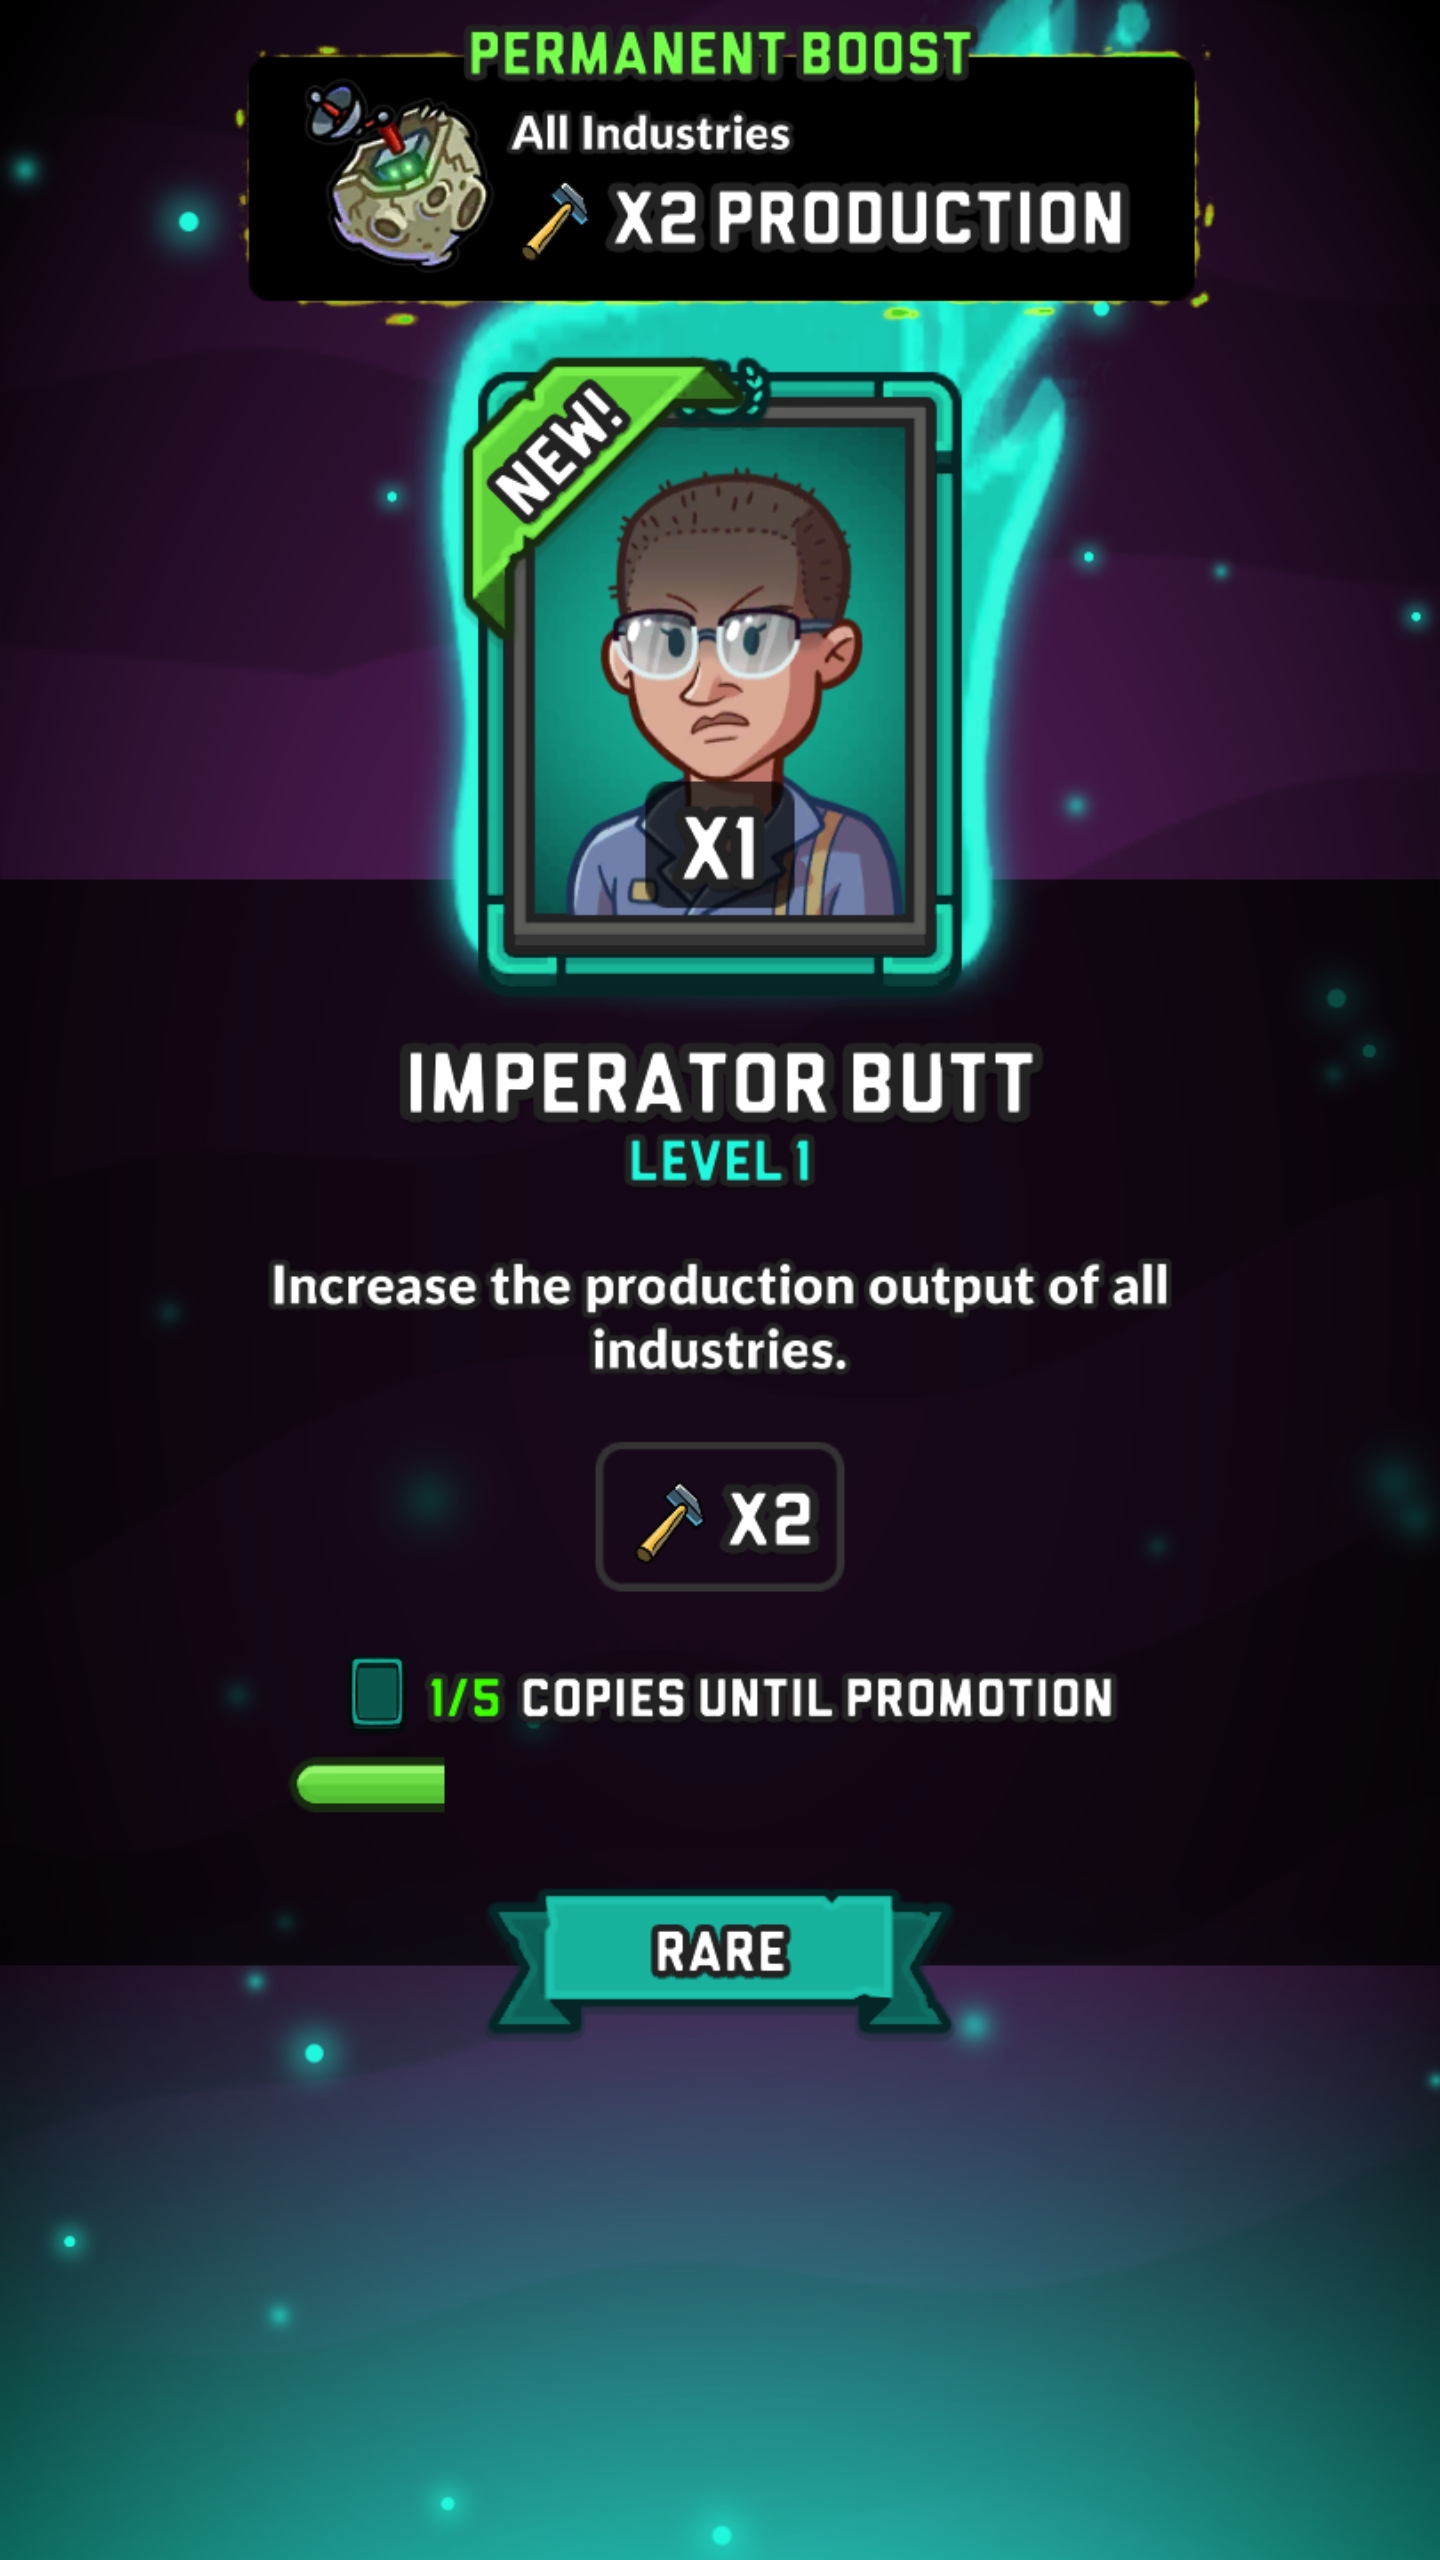 PERMANENT BOOST
All Industries
X2 PRODUCTION
NEW!
X1
IMPERATOR BUTT
LEVEL 1
Increase the production output of all
industries.
X2
1/5 COPIES UNTIL PROMOTION
RARE